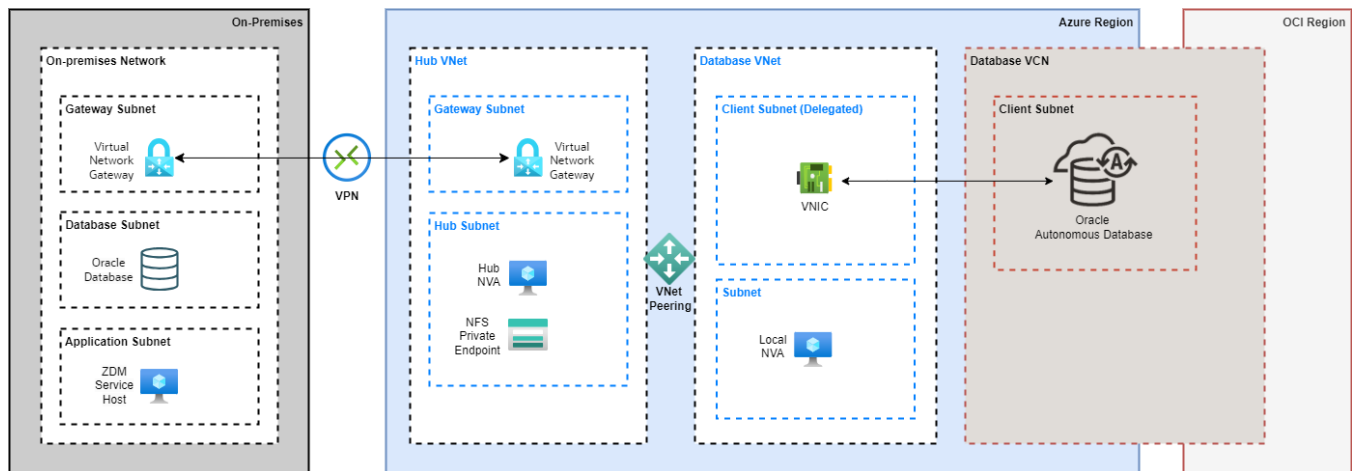 On-Premises
On-premises Network
Gateway Subnet
Virtual
Network
Gateway
Database Subnet
Oracle
Database
Application Subnet
ZDM
Service
Host
VPN
Azure Region
Hub VNet
Gateway Subnet
Virtual
Network
Gateway
Hub Subnet
Hub
NVA
NFS
Private
Endpoint
VNet
Peering
Database VNet
Client Subnet (Delegated)
VNIC
Subnet
Local
NVA
OCI Region
Database VCN
Client Subnet
A
Oracle
Autonomous Database